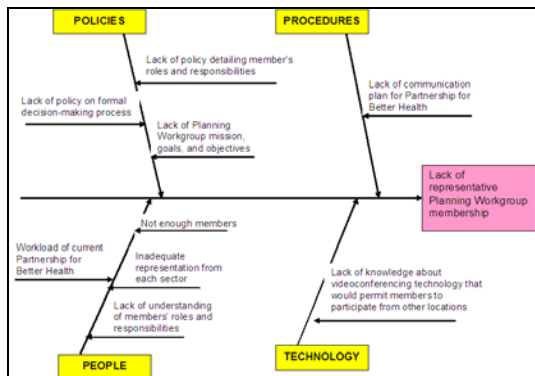 POLICIES
PROCEDURES
Lack of policy detailing member's
roles and responsibilities
Lack of policy on formal
decision-making process
Lack of Planning
Workgroup mission,
goals, and objectives
Lack of communication
plan for Partnership for
Better Health
Lack of
representative
Planning Workgroup
membership
Not enough members
Workload of current
Partnership for
Better Health
Inadequate
representation from
each sector
Lack of understanding
of members' roles and
responsibilities
Lack of knowledge about
videoconferencing technology that
would permit members to
participate from other locations
PEOPLE
TECHNOLOGY